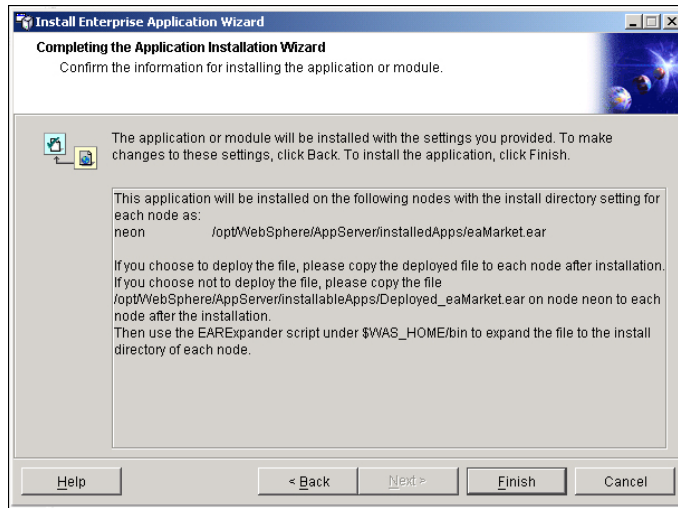 Install Enterprise Application Wizard
Completing the Application Installation Wizard
Confirm the information for installing the application or module.
The application or module will be installed with the settings you provided. To make
changes to these settings, click Back. To install the application, click Finish.
This application will be installed on the following nodes with the install directory setting for
each node as:
neon /opt/WebSphere/AppServer/installedApps/eaMarket.ear
If you choose to deploy the file, please copy the deployed file to each node after installation.
If you choose not to deploy the file, please copy the file
/opt/WebSphere/AppServer/installableApps/Deployed_eaMarket.ear on node neon to each
node after the installation.
Then use the EARExpander script under $WAS_HOME/bin to expand the file to the install
directory of each node.
Help < Back Next > Finish Cancel